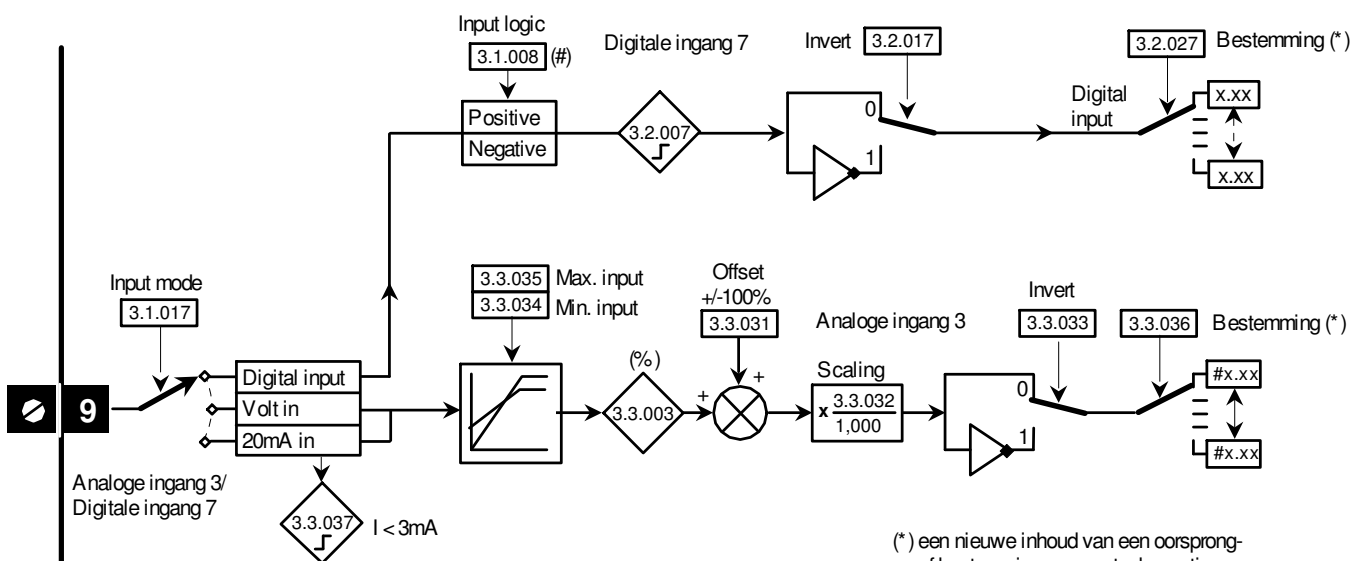 Input logic
3.1.008 (#)
Positive
Negative
Digitale ingang 7
3.2.007
Invert 3.2.017
0
1
Digital
input
3.2.027 Bestemming (*)
x.xx
x.xx
Input mode
3.1.017
9
Digital input
Volt in
20mA in
Analoge ingang 3/
Digitale ingang 7
3.3.037 I < 3mA
3.3.035 Max. input
3.3.034 Min. input
(%)
3.3.003
Offset
+/-100%
3.3.031
+
+
Analoge ingang 3
Scaling
x 3.3.032
1,000
Invert
3.3.033
0
1
3.3.036 Bestemming (*)
#x.xx
#x.xx
(*) een nieuwe inhoud van een oorsprong-